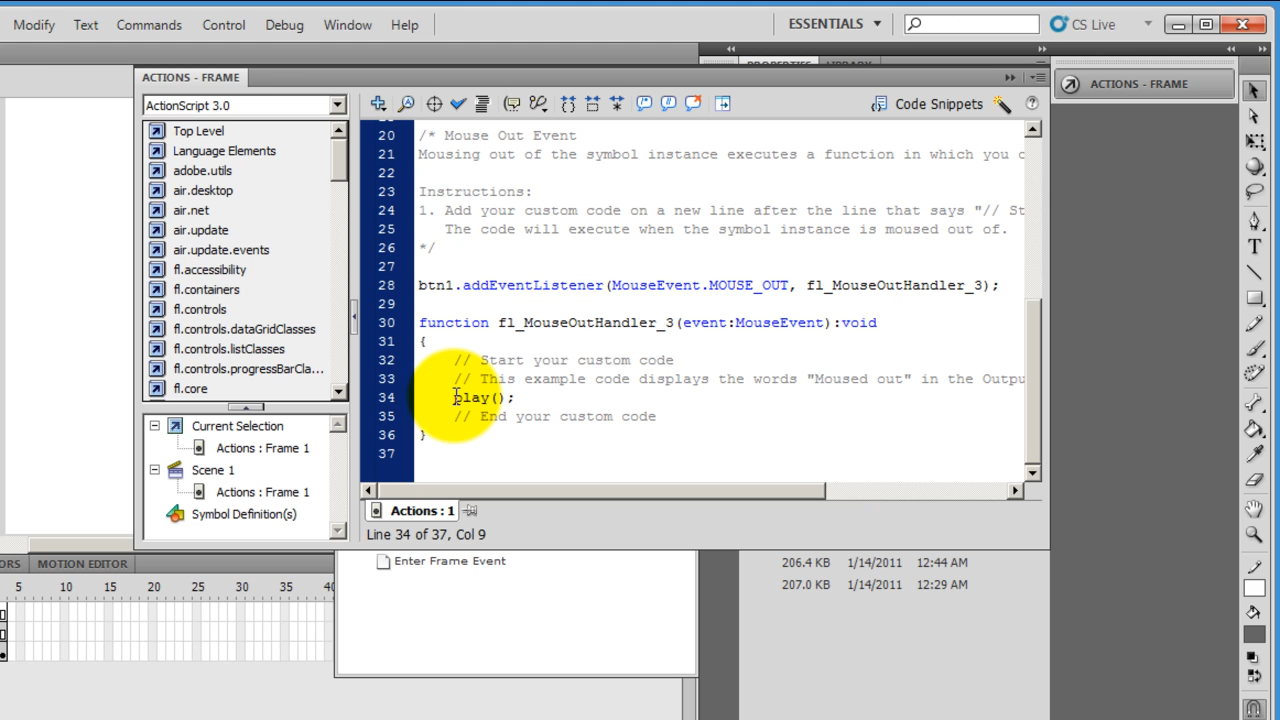 Modify Text Commands Control Debug Window Help
ESSENTIALS
CS Live
ACTIONS - FRAME
ACTIONS - FRAME
ActionScript 3.0
Code Snippets
Top Level
Language Elements
adobe.utils
air.desktop
air.net
air.update
air.update.events
fl.accessibility
fl.containers
fl.controls
fl.controls.dataGridClasses
fl.controls.listClasses
fl.controls.progressBarCla...
fl.core
20 /* Mouse Out Event
21 Mousing out of the symbol instance executes a function in which you c
22
23 Instructions:
24 1. Add your custom code on a new line after the line that says "// St
25 The code will execute when the symbol instance is moused out of.
26 */
27
28 btn1.addEventListener(MouseEvent.MOUSE_OUT, fl_MouseOutHandler_3);
29
30 function fl_MouseOutHandler_3(event:MouseEvent):void
31 {
32 // Start your custom code
33 // This example code displays the words "Moused out" in the Outpu
34 play();
35 // End your custom code
36 }
37
Current Selection
Actions : Frame 1
Scene 1
Actions : Frame 1
Symbol Definition(s)
Actions : 1
Line 34 of 37, Col 9
ORS MOTION EDITOR
5 10 15 20 25 30 35 40
Enter Frame Event
206.4 KB 1/14/2011 12:44 AM
207.0 KB 1/14/2011 12:29 AM